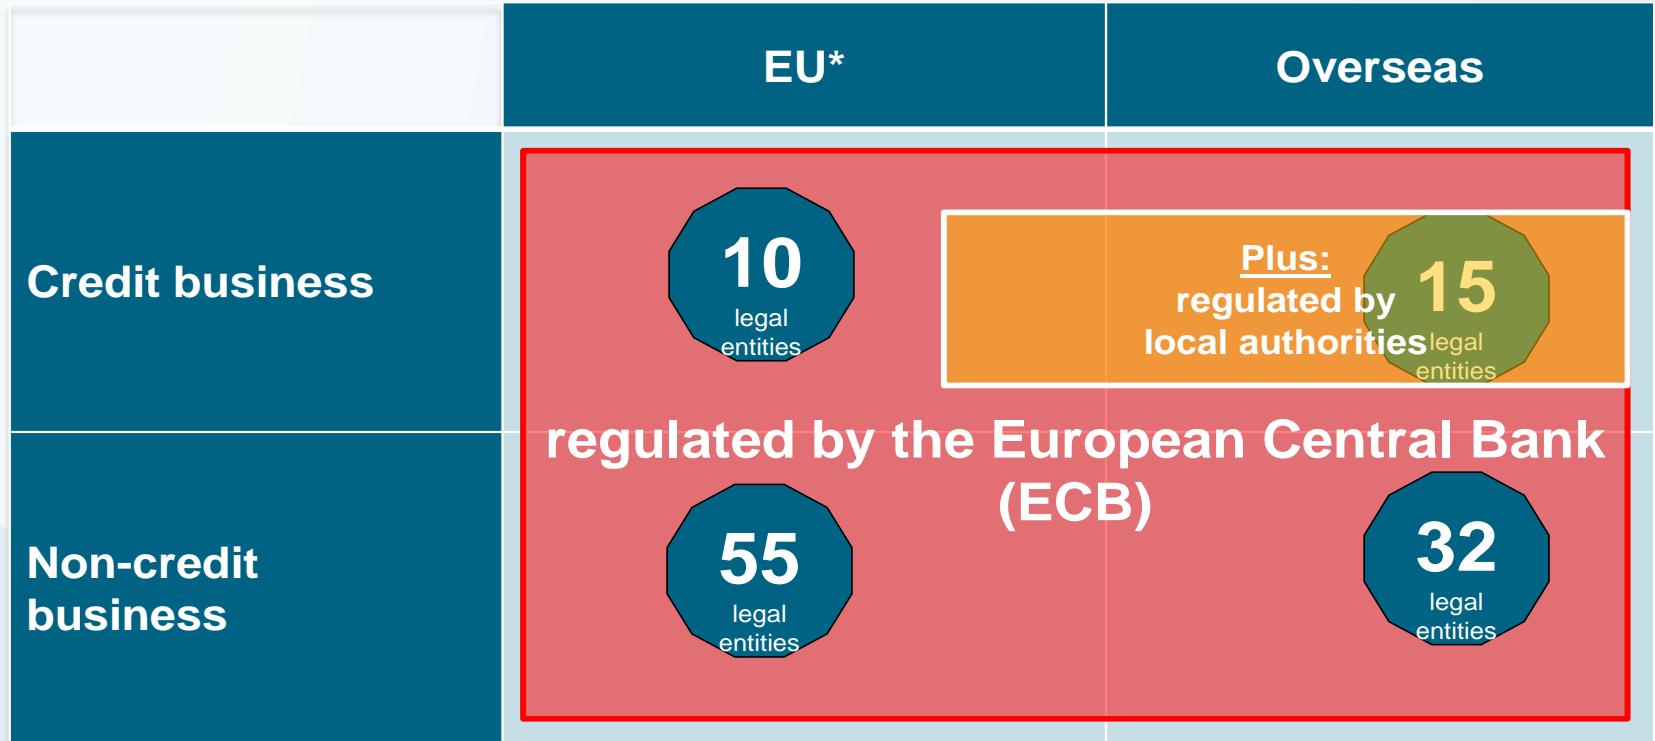 EU*
Overseas
Credit business
10
legal
entities
Plus:
regulated by
local authorities
15
legal
entities
regulated by the European Central Bank
(ECB)
Non-credit
business
55
legal
entities
32
legal
entities